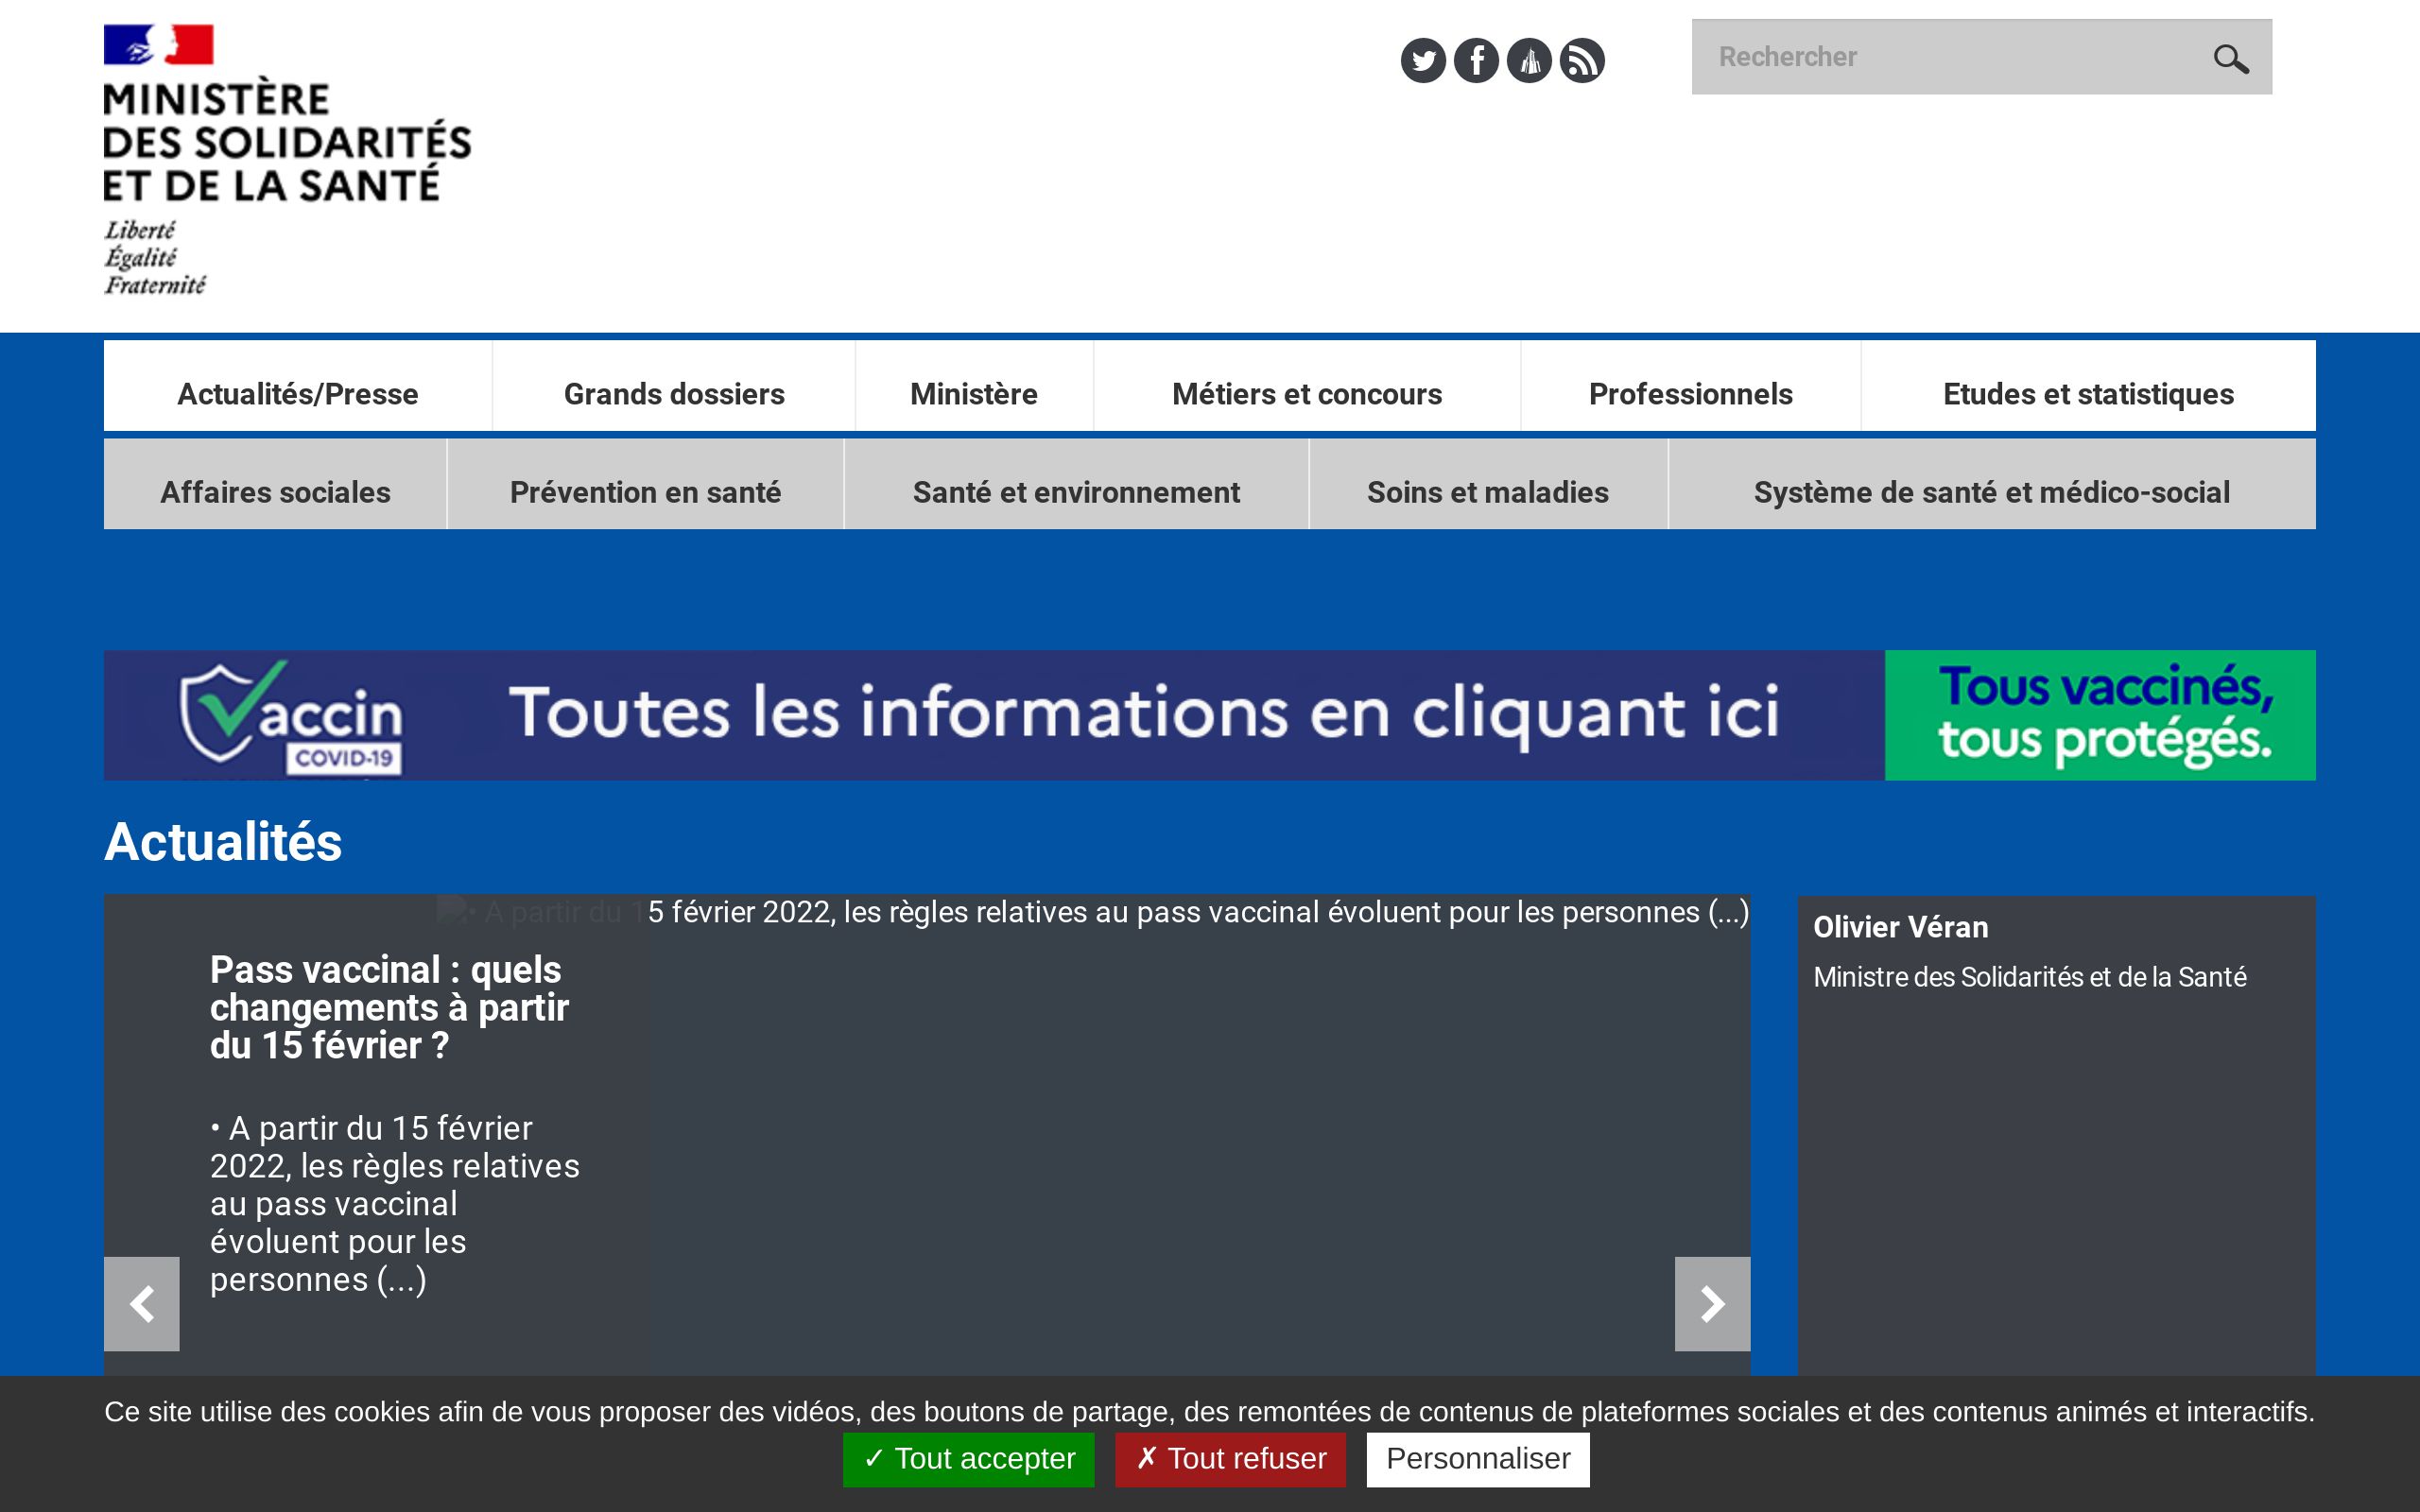 MINISTÈRE
DES SOLIDARITÉS
ET DE LA SANTÉ
Liberté
Égalité
Fraternité
Rechercher
Actualités/Presse
Grands dossiers
Ministère
Métiers et concours
Professionnels
Etudes et statistiques
Affaires sociales
Prévention en santé
Santé et environnement
Soins et maladies
Système de santé et médico-social
Vaccin
COVID-19
Toutes les informations en cliquant ici
Tous vaccinés,
tous protégés.
Actualités
• A partir du 15 février 2022, les règles relatives au pass vaccinal évoluent pour les personnes (...)
Pass vaccinal : quels
changements à partir
du 15 février ?
• A partir du 15 février
2022, les règles relatives
au pass vaccinal
évoluent pour les
personnes (...)
Olivier Véran
Ministre des Solidarités et de la Santé
Ce site utilise des cookies afin de vous proposer des vidéos, des boutons de partage, des remontées de contenus de plateformes sociales et des contenus animés et interactifs.
✓ Tout accepter
✗ Tout refuser
Personnaliser